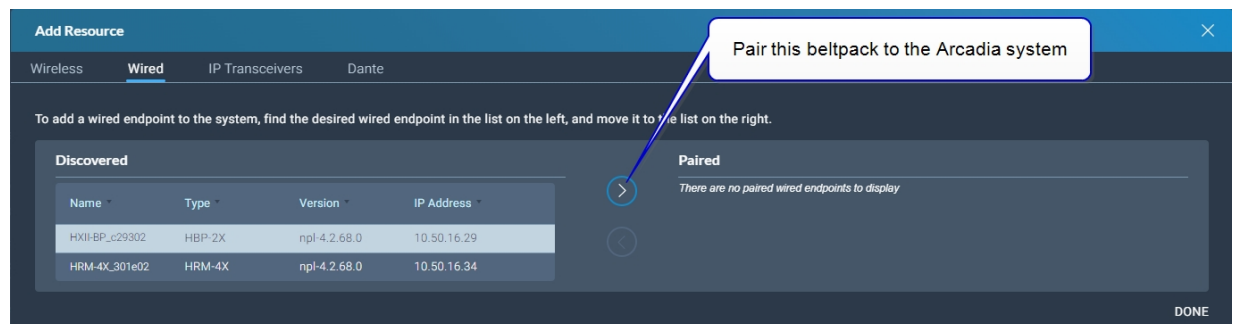 Add Resource
Pair this beltpack to the Arcadia system
Wireless Wired IP Transceivers Dante
To add a wired endpoint to the system, find the desired wired endpoint in the list on the left, and move it to the list on the right.
Discovered
Paired
There are no paired wired endpoints to display
Name Type Version IP Address
HXII-BP_c29302 HBP-2X npl-4.2.68.0 10.50.16.29
HRM-4X_301e02 HRM-4X npl-4.2.68.0 10.50.16.34
DONE